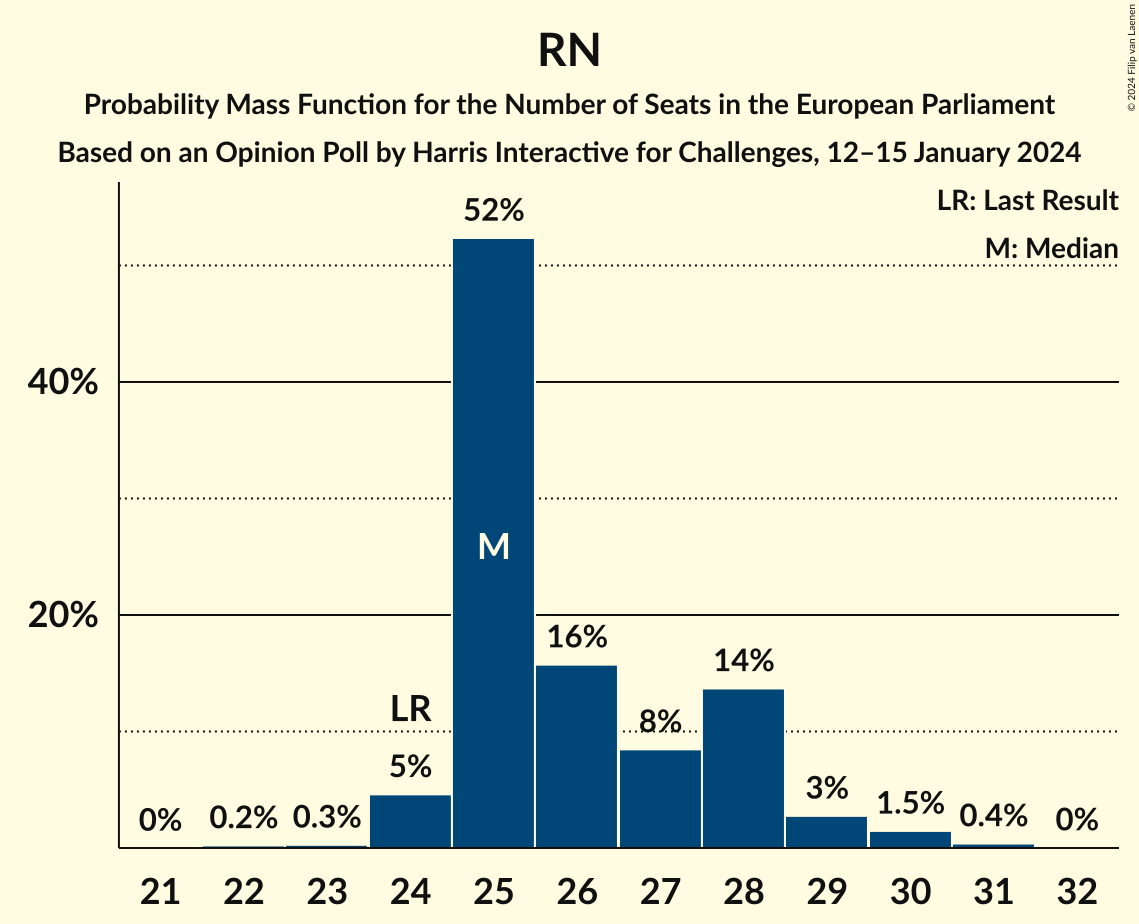 RN
Probability Mass Function for the Number of Seats in the European Parliament
Based on an Opinion Poll by Harris Interactive for Challenges, 12–15 January 2024
© 2024 Filip van Laenen
LR: Last Result
M: Median
52%
40%
M
20%
16%
14%
LR
8%
5%
3%
1.5%
0% 0.2% 0.3% 0.4% 0%
21 22 23 24 25 26 27 28 29 30 31 32